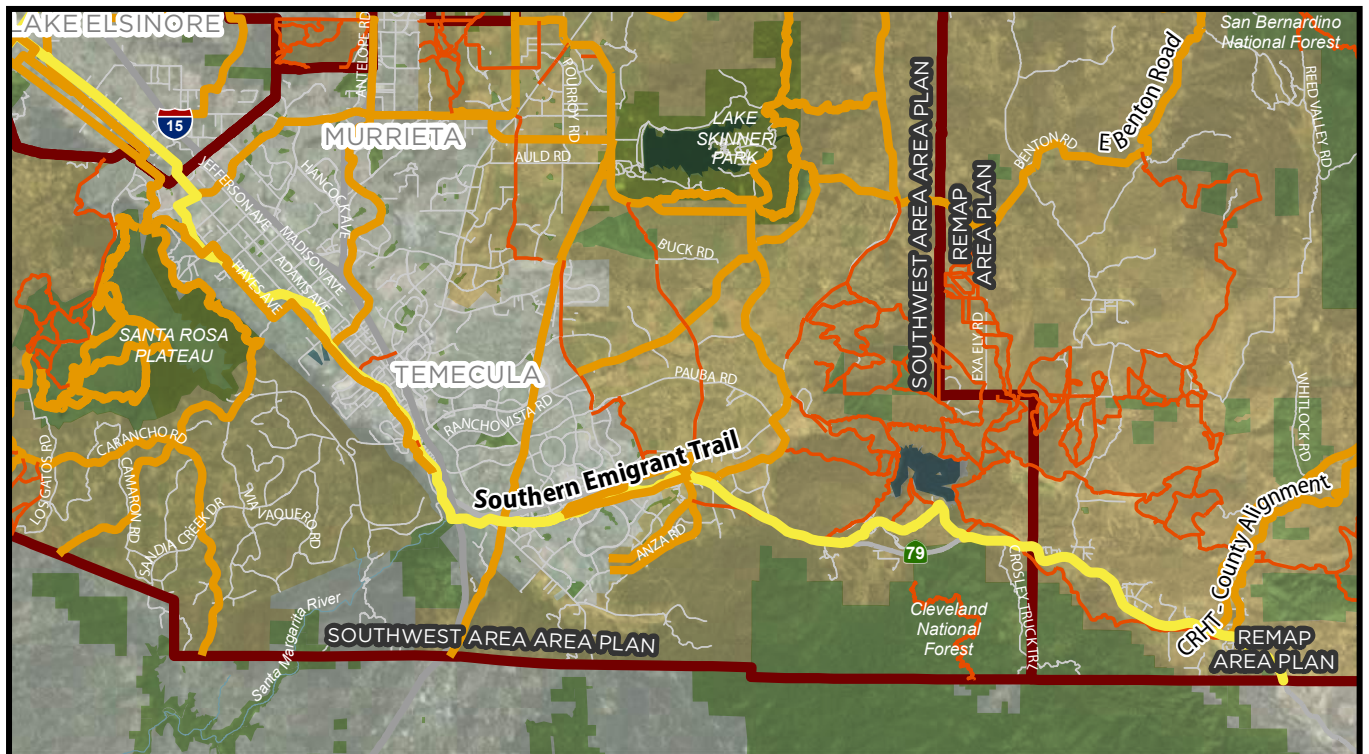 LAKE ELSINORE
ANTELOPE RD
POURROY RD
San Bernardino
National Forest
REED VALLEY RD
15
MURRIETA
LAKE
SKINNER
PARK
SOUTHWEST AREA AREA PLAN
E Benton Road
BENTON RD
AULD RD
JEFFERSON AVE
HANCOCK AVE
REMAP
AREA PLAN
MADISON AVE
ADAMS AVE
HAYES AVE
BUCK RD
SANTA ROSA
PLATEAU
EXA ELY RD
TEMECULA
PAUBA RD
WHITLOCK RD
RANCHO VISTA RD
CARANCHO RD
LOS GATOS RD
CAMARON RD
Southern Emigrant Trail
VIA VAQUERO RD
SANDIA CREEK DR
ANZA RD
79
CROSLEY TRUCK TRZ
CRHT - County Alignment
Cleveland
National
Forest
Santa Margarita River
SOUTHWEST AREA AREA PLAN
REMAP
AREA PLAN